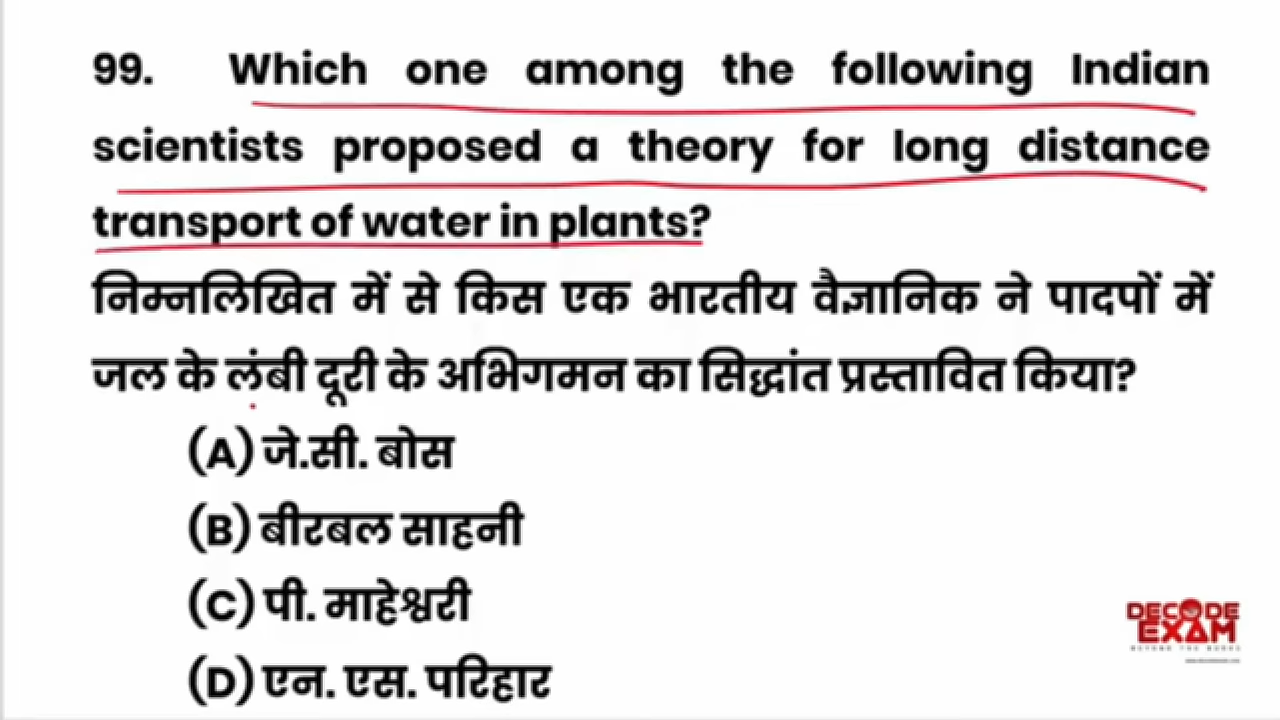 99. Which one among the following Indian
scientists proposed a theory for long distance
transport of water in plants?
निम्नलिखित में से किस एक भारतीय वैज्ञानिक ने पादपों में
जल के लंबी दूरी के अभिगमन का सिद्धांत प्रस्तावित किया?
(A) जे.सी. बोस
(B) बीरबल साहनी
(C) पी. माहेश्वरी
DECODE
EXAM
(D) एन. एस. परिहार